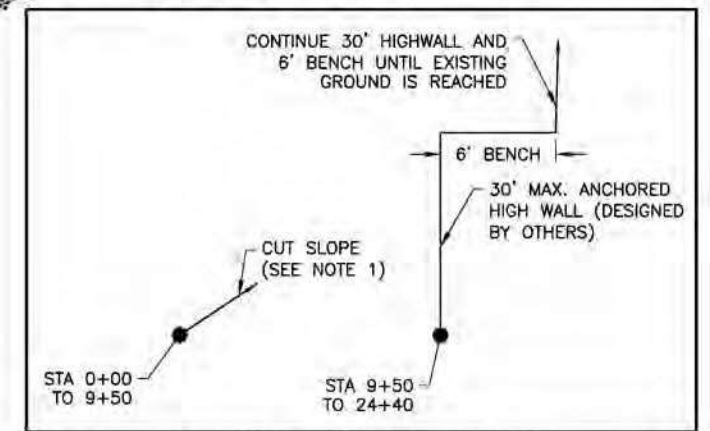 CONTINUE 30' HIGHWALL AND
6' BENCH UNTIL EXISTING
GROUND IS REACHED
6' BENCH
30' MAX. ANCHORED
HIGH WALL (DESIGNED
BY OTHERS)
CUT SLOPE
(SEE NOTE 1)
STA 0+00
TO 9+50
STA 9+50
TO 24+40